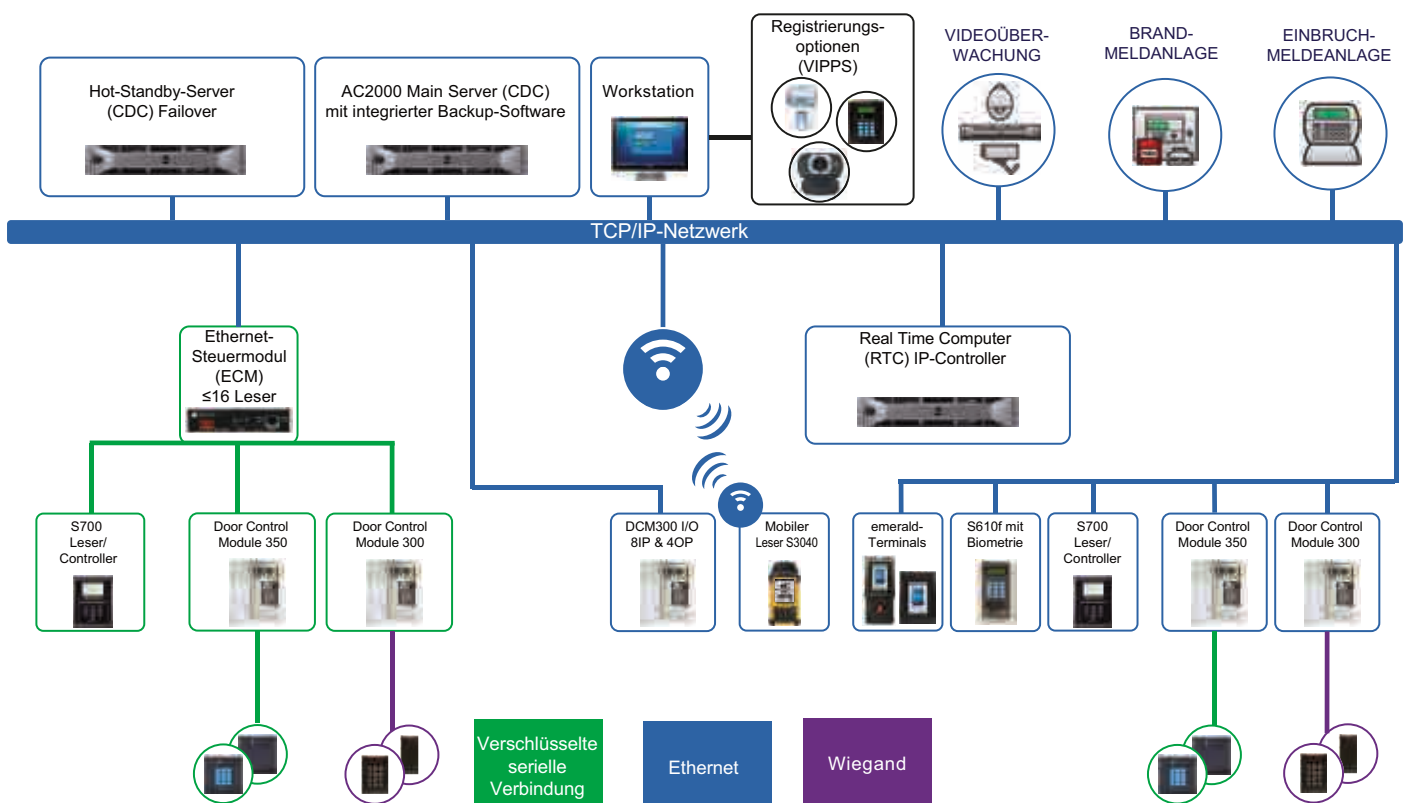 Hot-Standby-Server
(CDC) Failover
AC2000 Main Server (CDC)
mit integrierter Backup-Software
Workstation
Registrierungs-
optionen
(VIPPS)
VIDEOÜBER-
WACHUNG
BRAND-
MELDANLAGE
EINBRUCH-
MELDEANLAGE
TCP/IP-Netzwerk
Ethernet-
Steuermodul
(ECM)
≤16 Leser
Real Time Computer
(RTC) IP-Controller
S700
Leser/
Controller
Door Control
Module 350
Door Control
Module 300
DCM300 I/O
8IP & 4OP
Mobiler
Leser S3040
emerald-
Terminals
S610f mit
Biometrie
S700
Leser/
Controller
Door Control
Module 350
Door Control
Module 300
Verschlüsselte
serielle
Verbindung
Ethernet
Wiegand